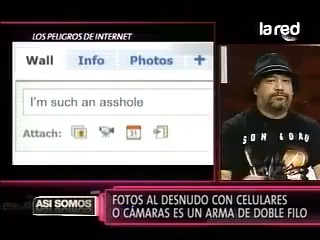 LOS PELIGROS DE INTERNET
la red
Wall Info Photos +
I'm such an asshole
Attach:
31
ASI SOMOS
FOTOS AL DESNUDO CON CELULARES
O CÁMARAS ES UN ARMA DE DOBLE FILO